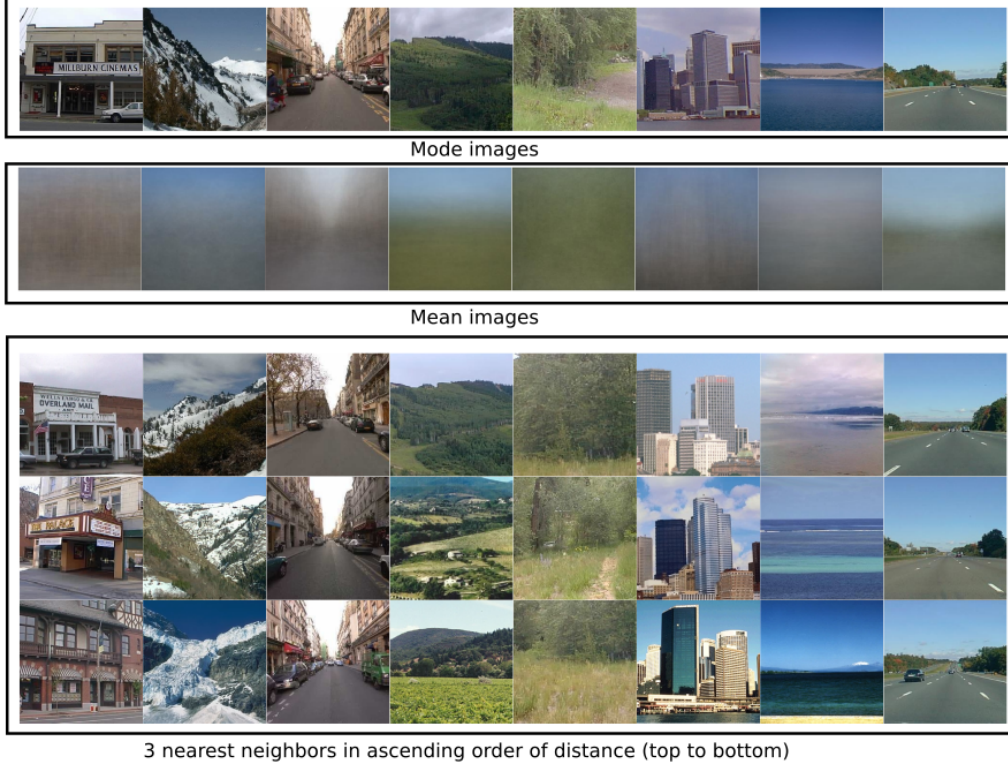 MILLBURN CINEMAS
Mode images
Mean images
WELLS FARGO & CO
OVERLAND MAIL
3 nearest neighbors in ascending order of distance (top to bottom)